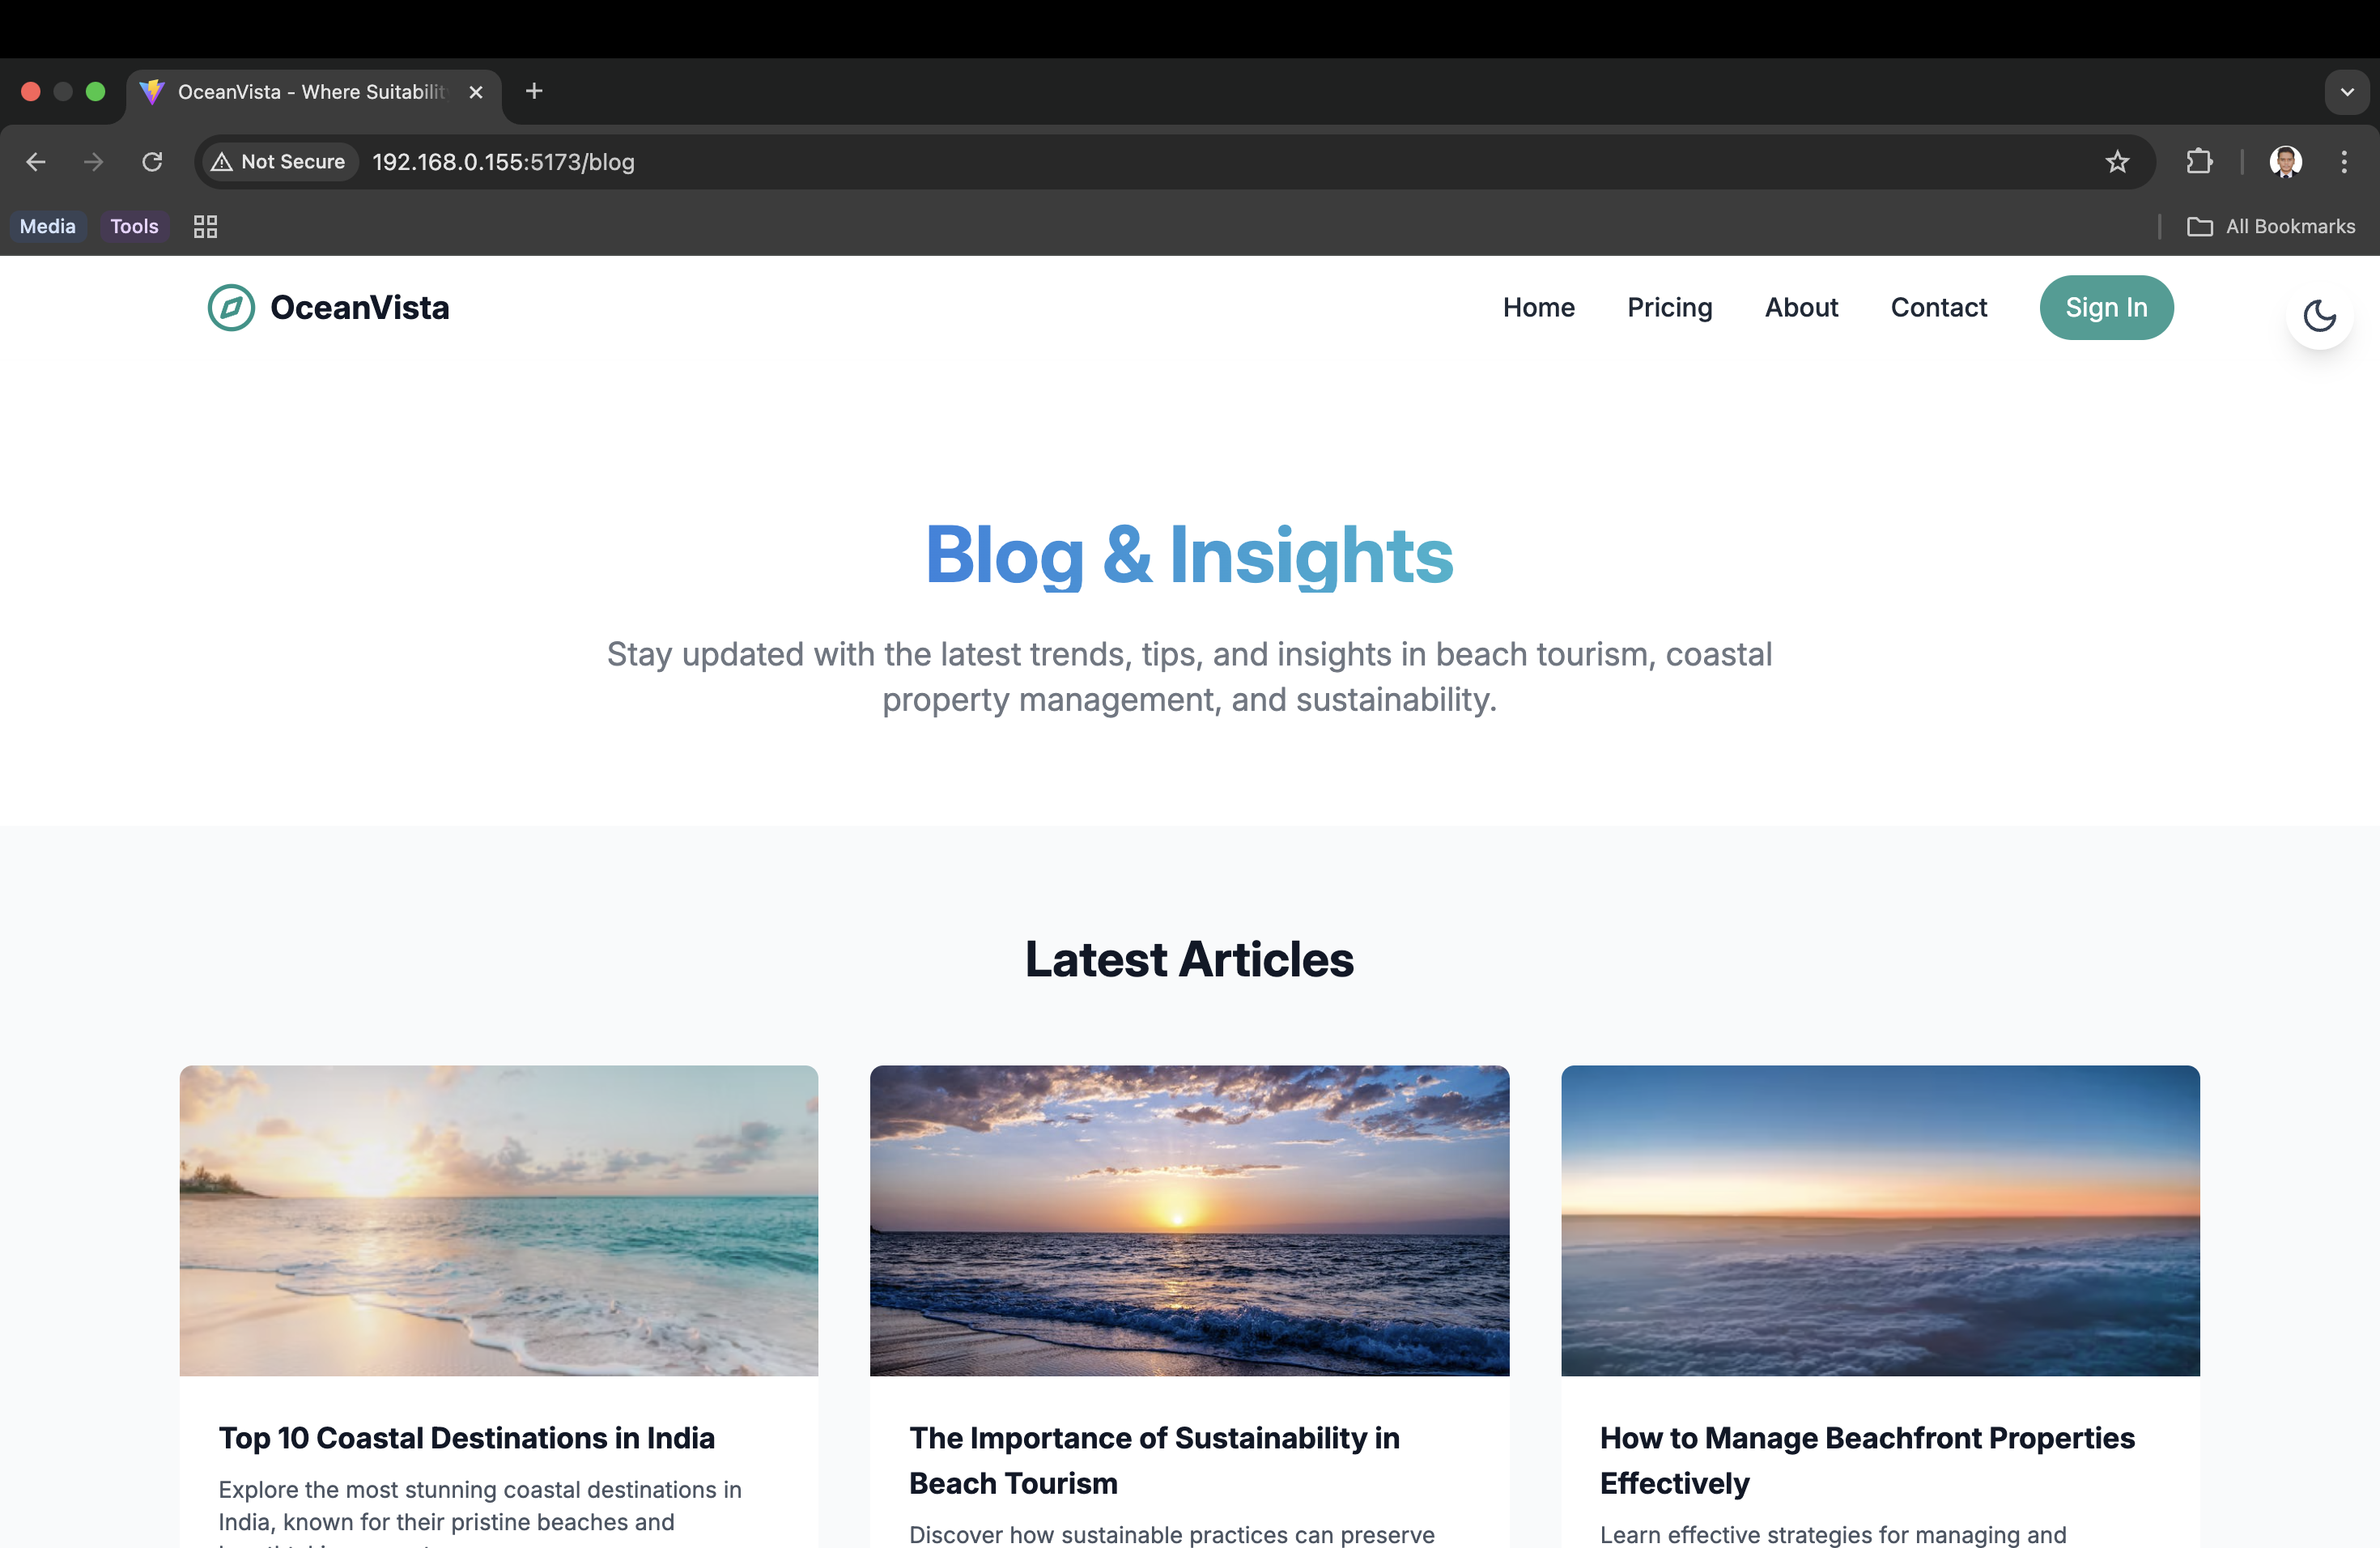 OceanVista - Where Suitabilit
Not Secure
192.168.0.155:5173/blog
Media
Tools
All Bookmarks
OceanVista
Home
Pricing
About
Contact
Sign In
Blog & Insights
Stay updated with the latest trends, tips, and insights in beach tourism, coastal
property management, and sustainability.
Latest Articles
Top 10 Coastal Destinations in India
Explore the most stunning coastal destinations in
India, known for their pristine beaches and
The Importance of Sustainability in
Beach Tourism
Discover how sustainable practices can preserve
How to Manage Beachfront Properties
Effectively
Learn effective strategies for managing and